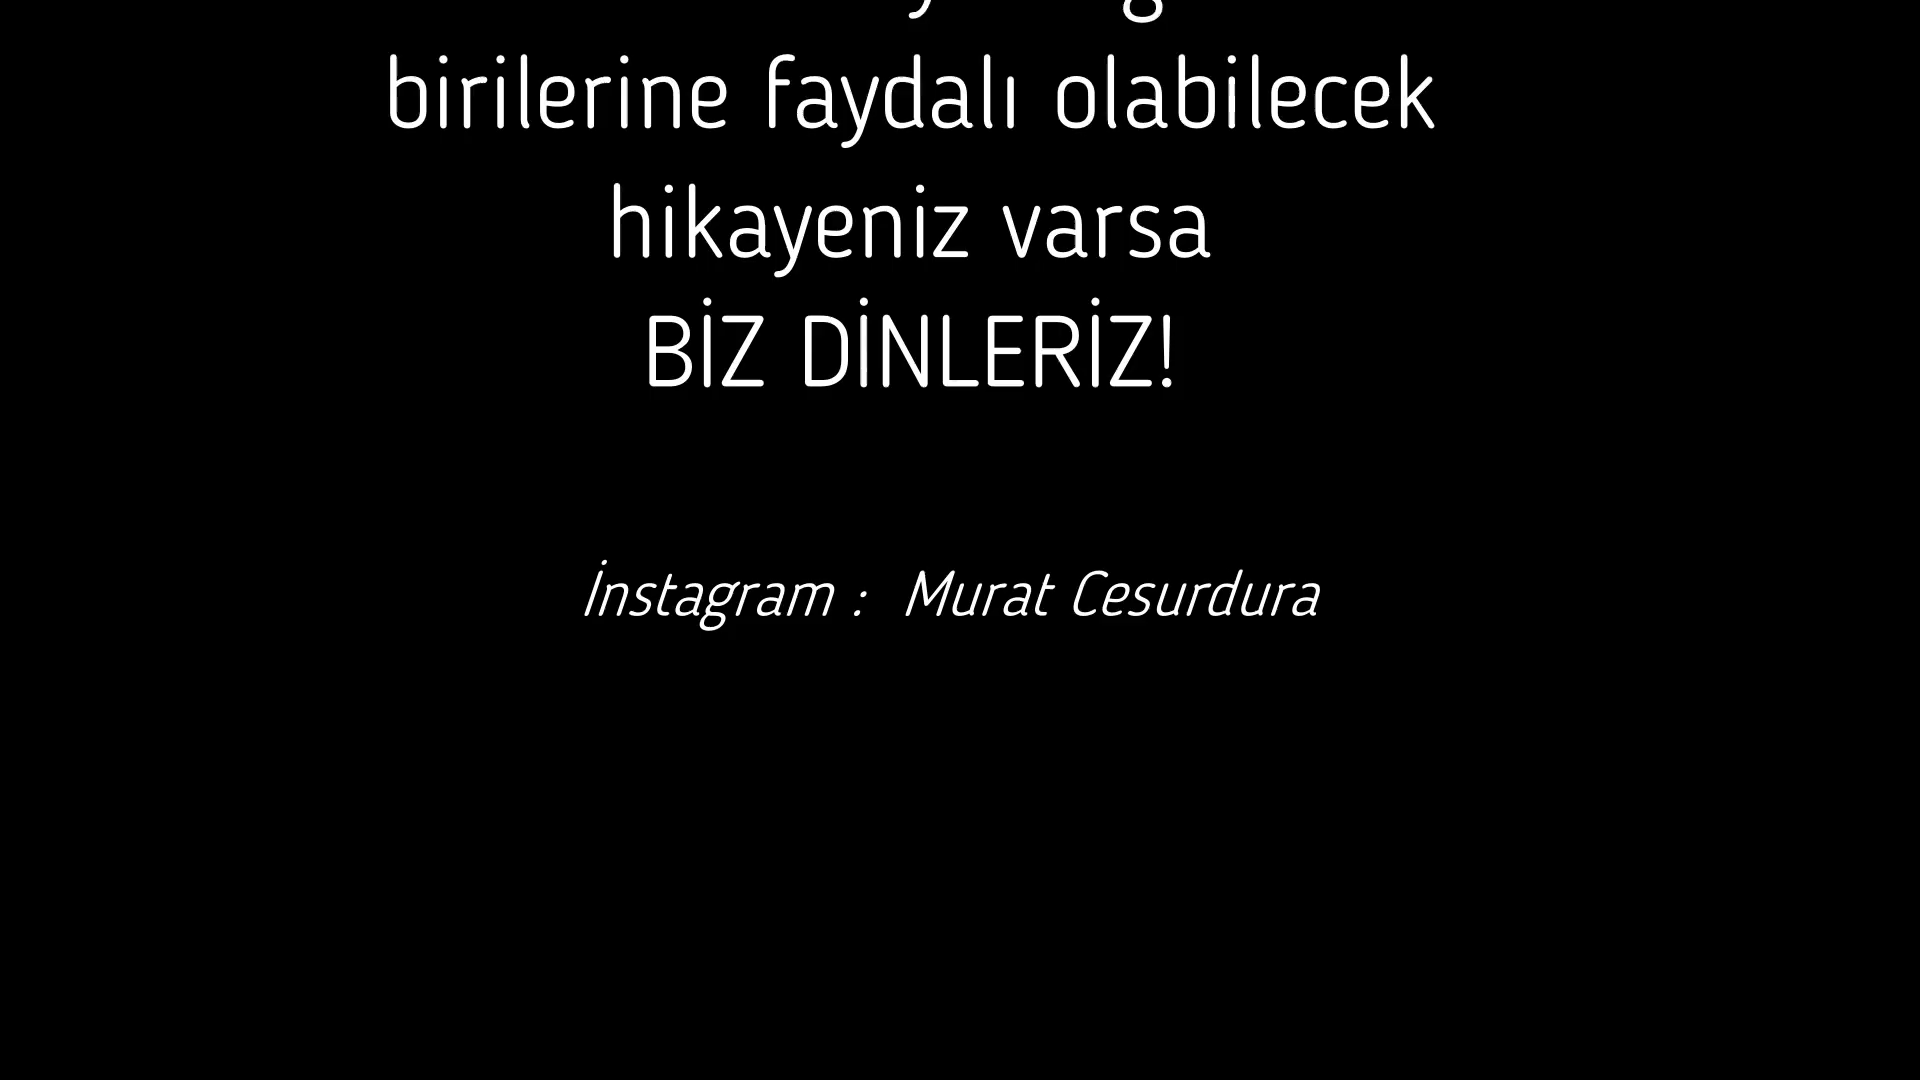 birilerine faydalı olabilecek
hikayeniz varsa
BİZ DİNLERİZ!
İnstagram : Murat Cesurdura